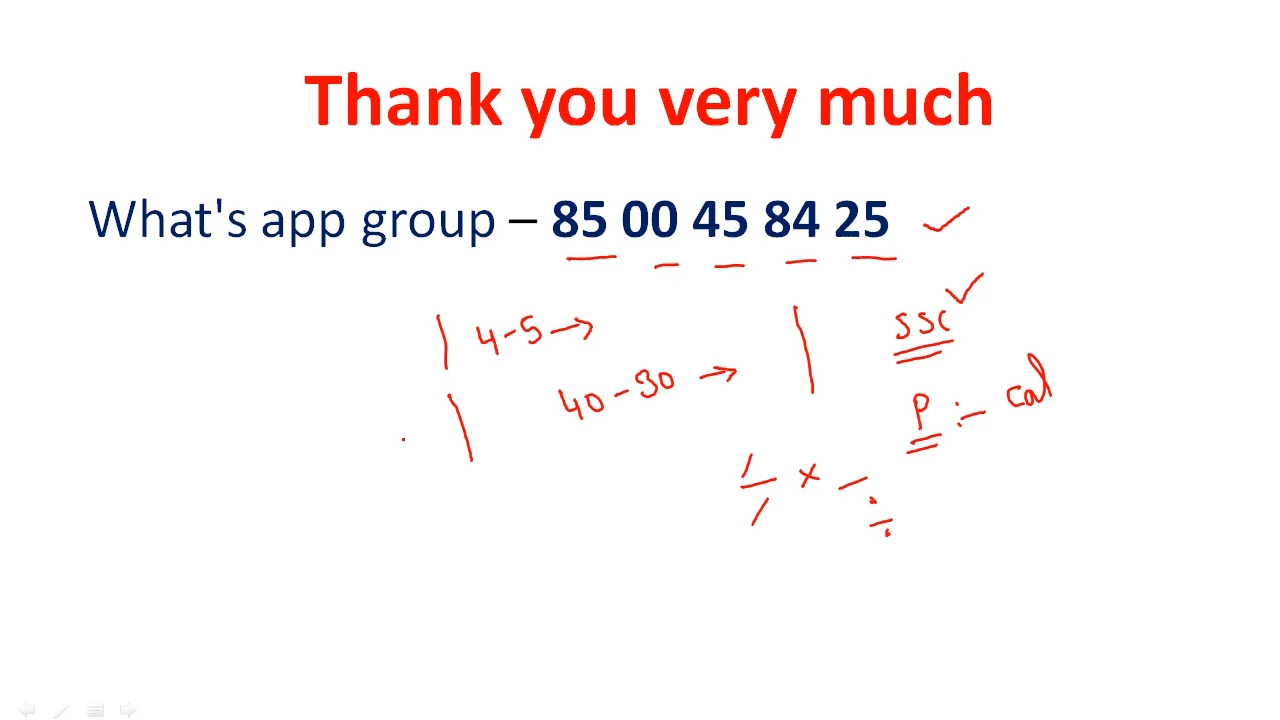 Thank you very much
What's app group – 85 00 45 84 25
4-5 →
SSC
40-30 →
P :- cal